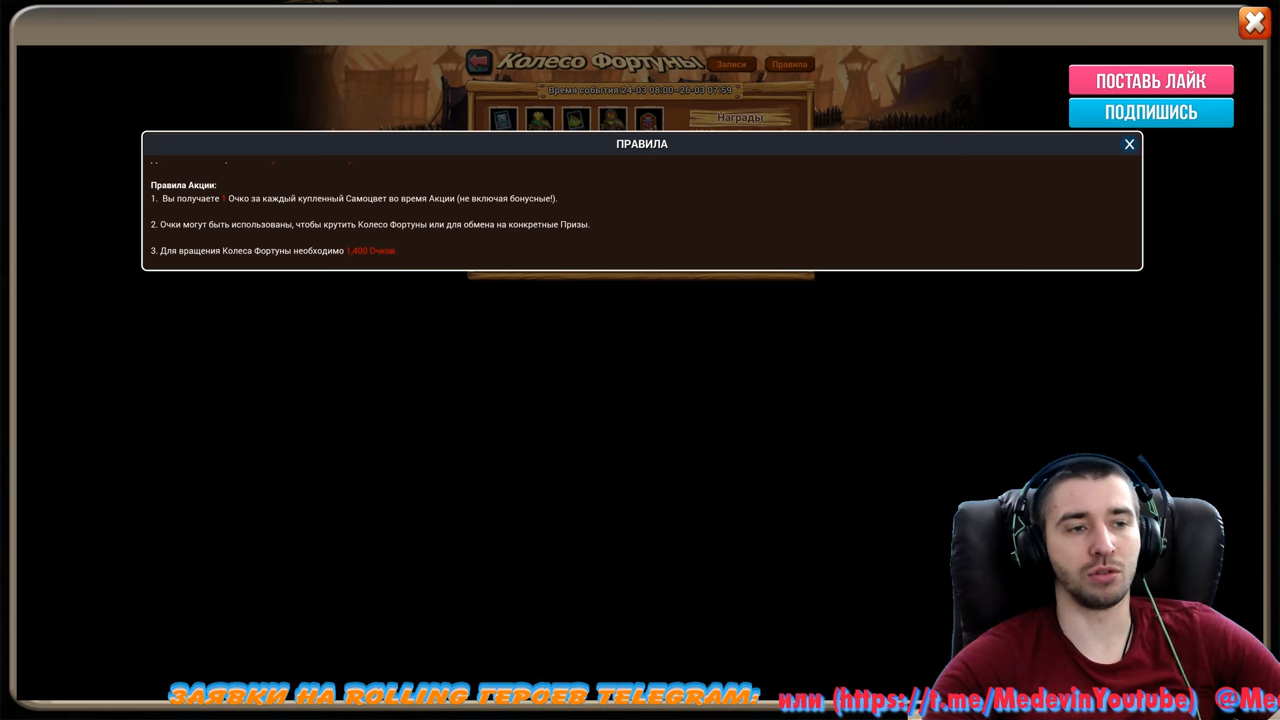 Колесо Фортуны
Записи
Правила
Время события:24-03 08:00~26-03 07:59
Награды
ПОСТАВЬ ЛАЙК
ПОДПИШИСЬ
ПРАВИЛА
X
Правила Акции:
1. Вы получаете 1 Очко за каждый купленный Самоцвет во время Акции (не включая бонусные!).
2. Очки могут быть использованы, чтобы крутить Колесо Фортуны или для обмена на конкретные Призы.
3. Для вращения Колеса Фортуны необходимо 1,400 Очков.
ЗАЯВКИ НА ROLLING ГЕРОЕВ TELEGRAM: или (https://t.me/MedevinYoutube) @Me